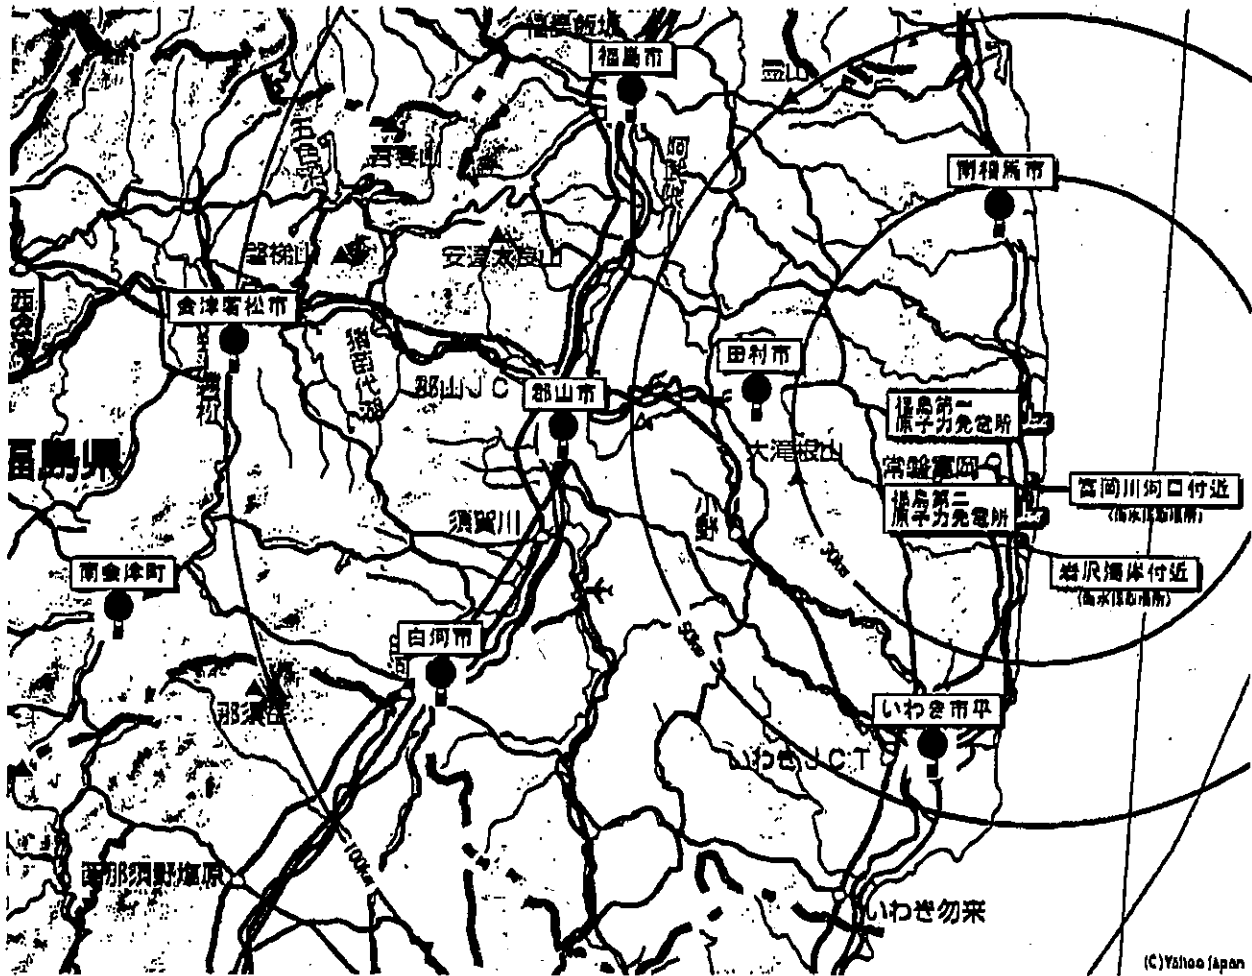 福島市
霊山
吾妻山
南相馬市
磐梯山
安達太良山
会津若松市
猪苗代湖
郡山JC
郡山市
田村市
福島第一
原子力発電所
大滝根山
福島県
常磐富岡
富岡川河口付近
福島第二
原子力発電所
須賀川
小野
岩沢海岸付近
南会津町
30km
50km
白河市
那須岳
いわき市平
いわきJCT
100km
西那須野塩原
いわき勿来
(C)Yahoo Japan